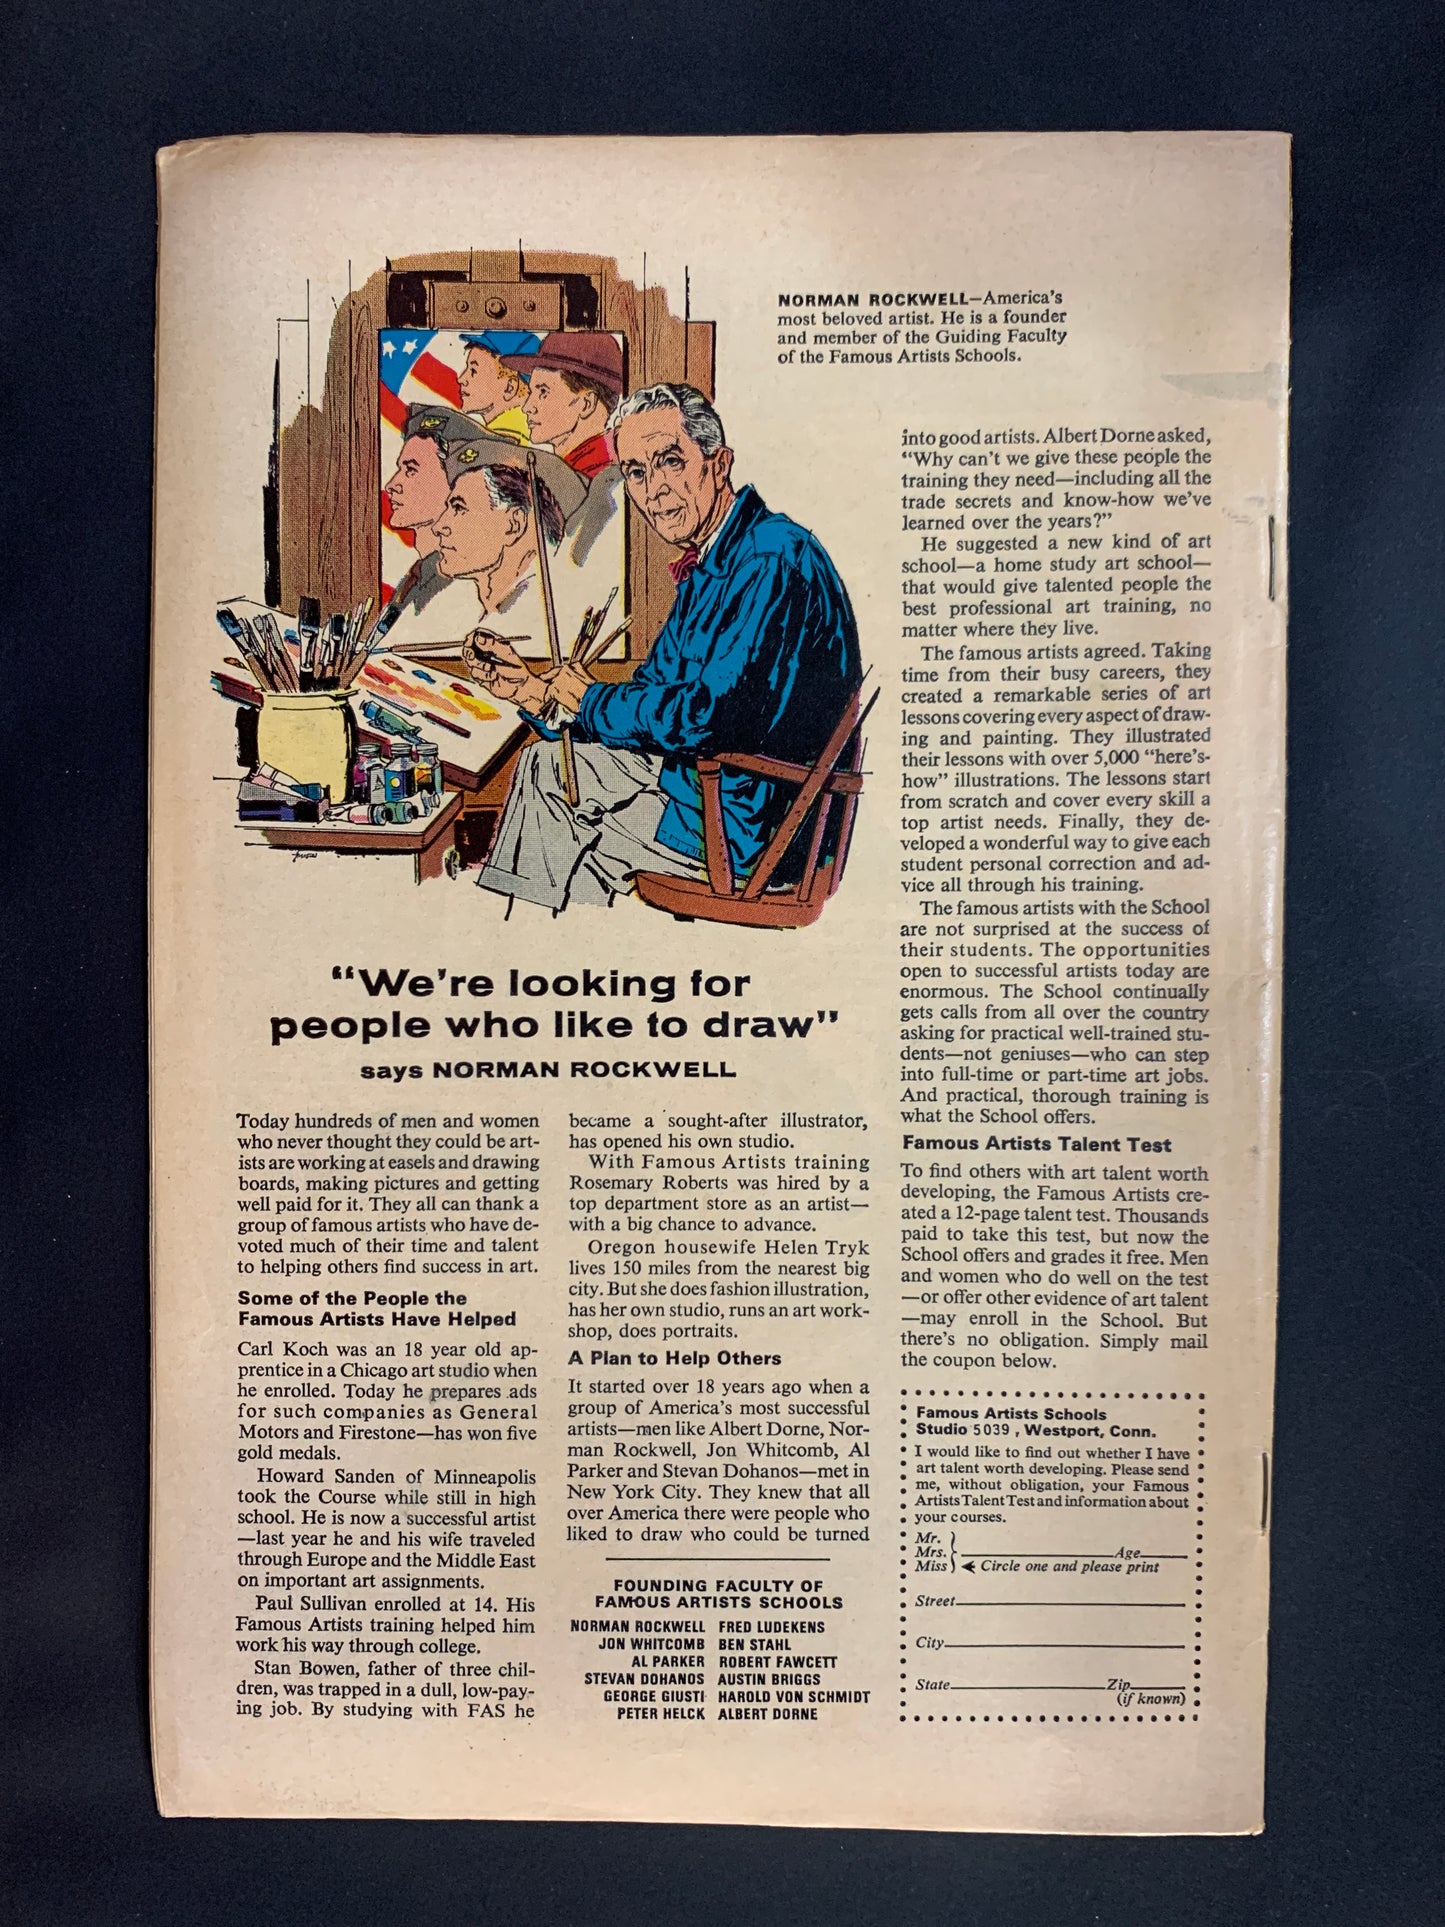 NORMAN ROCKWELL—America's
most beloved artist. He is a founder
and member of the Guiding Faculty
of the Famous Artists Schools.
"We're looking for
people who like to draw"
says NORMAN ROCKWELL
Today hundreds of men and women
who never thought they could be art-
ists are working at easels and drawing
boards, making pictures and getting
well paid for it. They all can thank a
group of famous artists who have de-
voted much of their time and talent
to helping others find success in art.
Some of the People the
Famous Artists Have Helped
Carl Koch was an 18 year old ap-
prentice in a Chicago art studio when
he enrolled. Today he prepares ads
for such companies as General
Motors and Firestone—has won five
gold medals.
Howard Sanden of Minneapolis
took the Course while still in high
school. He is now a successful artist
—last year he and his wife traveled
through Europe and the Middle East
on important art assignments.
Paul Sullivan enrolled at 14. His
Famous Artists training helped him
work his way through college.
Stan Bowen, father of three chil-
dren, was trapped in a dull, low-pay-
ing job. By studying with FAS he
became a sought-after illustrator,
has opened his own studio.
With Famous Artists training
Rosemary Roberts was hired by a
top department store as an artist—
with a big chance to advance.
Oregon housewife Helen Tryk
lives 150 miles from the nearest big
city. But she does fashion illustration,
has her own studio, runs an art work-
shop, does portraits.
A Plan to Help Others
It started over 18 years ago when a
group of America's most successful
artists—men like Albert Dorne, Nor-
man Rockwell, Jon Whitcomb, Al
Parker and Stevan Dohanos—met in
New York City. They knew that all
over America there were people who
liked to draw who could be turned
into good artists. Albert Dorne asked,
"Why can't we give these people the
training they need—including all the
trade secrets and know-how we've
learned over the years?"
He suggested a new kind of art
school—a home study art school—
that would give talented people the
best professional art training, no
matter where they live.
The famous artists agreed. Taking
time from their busy careers, they
created a remarkable series of art
lessons covering every aspect of draw-
ing and painting. They illustrated
their lessons with over 5,000 "here's-
how" illustrations. The lessons start
from scratch and cover every skill a
top artist needs. Finally, they de-
veloped a wonderful way to give each
student personal correction and ad-
vice all through his training.
The famous artists with the School
are not surprised at the success of
their students. The opportunities
open to successful artists today are
enormous. The School continually
gets calls from all over the country
asking for practical well-trained stu-
dents—not geniuses—who can step
into full-time or part-time art jobs.
And practical, thorough training is
what the School offers.
Famous Artists Talent Test
To find others with art talent worth
developing, the Famous Artists cre-
ated a 12-page talent test. Thousands
paid to take this test, but now the
School offers and grades it free. Men
and women who do well on the test
—or offer other evidence of art talent
—may enroll in the School. But
there's no obligation. Simply mail
the coupon below.
FOUNDING FACULTY OF
FAMOUS ARTISTS SCHOOLS
NORMAN ROCKWELL FRED LUDEKENS
JON WHITCOMB BEN STAHL
AL PARKER ROBERT FAWCETT
STEVAN DOHANOS AUSTIN BRIGGS
GEORGE GIUSTI HAROLD VON SCHMIDT
PETER HELCK ALBERT DORNE
Famous Artists Schools
Studio 5039, Westport, Conn.
I would like to find out whether I have
art talent worth developing. Please send
me, without obligation, your Famous
Artists Talent Test and information about
your courses.
Mr.
Mrs. Age
Miss Circle one and please print
Street
City
State Zip
(if known)